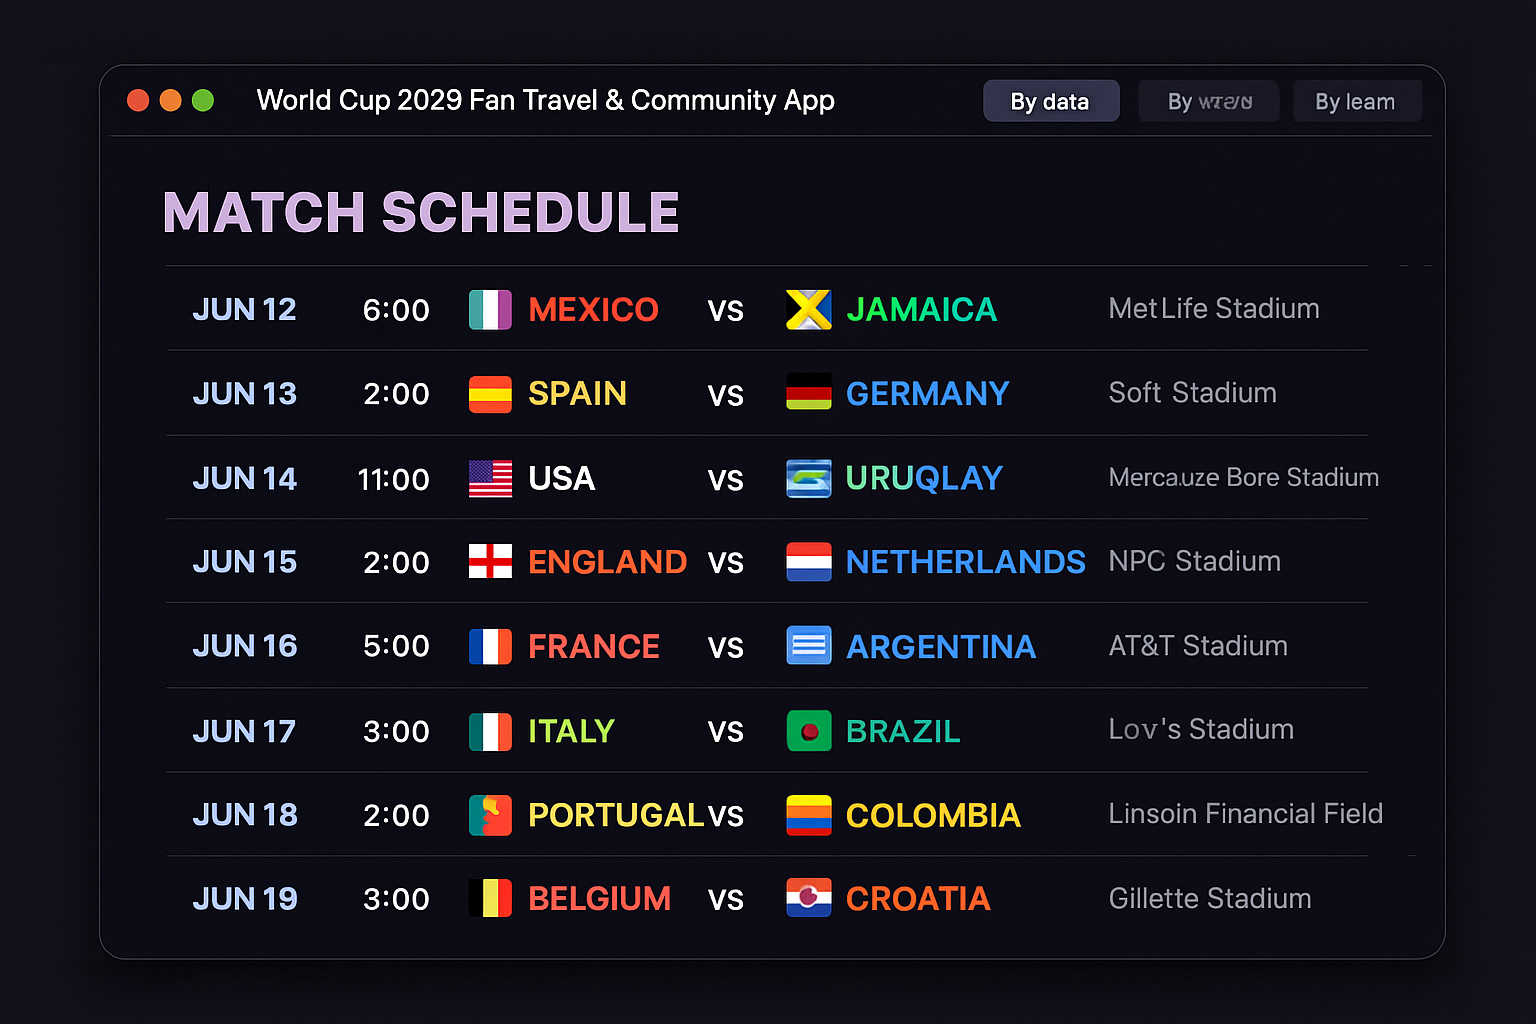 World Cup 2029 Fan Travel & Community App By data By By leam
MATCH SCHEDULE
JUN 12 6:00 MEXICO VS JAMAICA MetLife Stadium
JUN 13 2:00 SPAIN VS GERMANY Soft Stadium
JUN 14 11:00 USA VS URUQLAY Mercauze Bore Stadium
JUN 15 2:00 ENGLAND VS NETHERLANDS NPC Stadium
JUN 16 5:00 FRANCE VS ARGENTINA AT&T Stadium
JUN 17 3:00 ITALY VS BRAZIL Lov's Stadium
JUN 18 2:00 PORTUGAL VS COLOMBIA Linsoin Financial Field
JUN 19 3:00 BELGIUM VS CROATIA Gillette Stadium